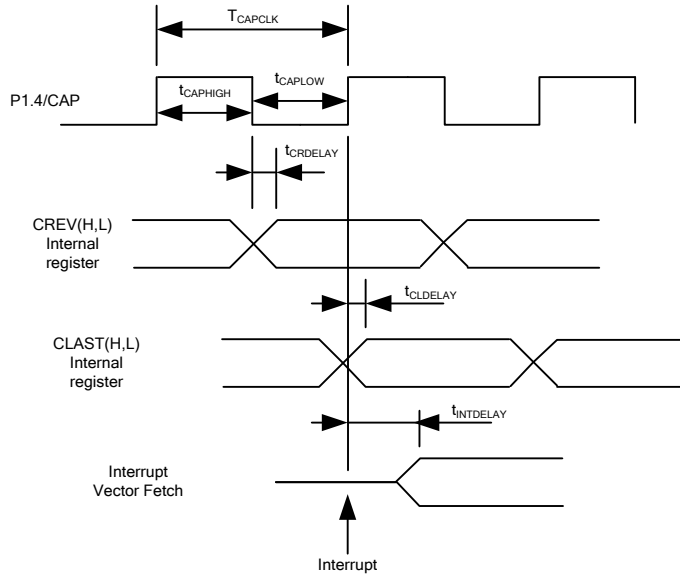 TCAPCLK
P1.4/CAP
tCAPHIGH
tCAPLOW
tCRDELAY
CREV(H,L)
Internal
register
tCLDELAY
CLAST(H,L)
Internal
register
tINTDELAY
Interrupt
Vector Fetch
Interrupt